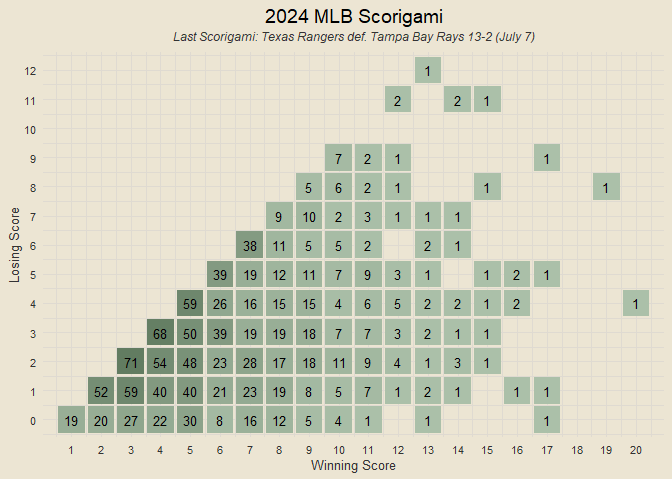 2024 MLB Scorigami
Last Scorigami: Texas Rangers def. Tampa Bay Rays 13-2 (July 7)
12 1
11 2 2 1
10
9 7 2 1 1
8 5 6 2 1 1 1
7 9 10 2 3 1 1 1
6 38 11 5 5 2 2 1
5 39 19 12 11 7 9 3 1 1 2 1
4 59 26 16 15 15 4 6 5 2 2 1 2 1
3 68 50 39 19 19 18 7 7 3 2 1 1
2 71 54 48 23 28 17 18 11 9 4 1 3 1
1 52 59 40 40 21 23 19 8 5 7 1 2 1 1 1
0 19 20 27 22 30 8 16 12 5 4 1 1 1
1 2 3 4 5 6 7 8 9 10 11 12 13 14 15 16 17 18 19 20
Losing Score
Winning Score